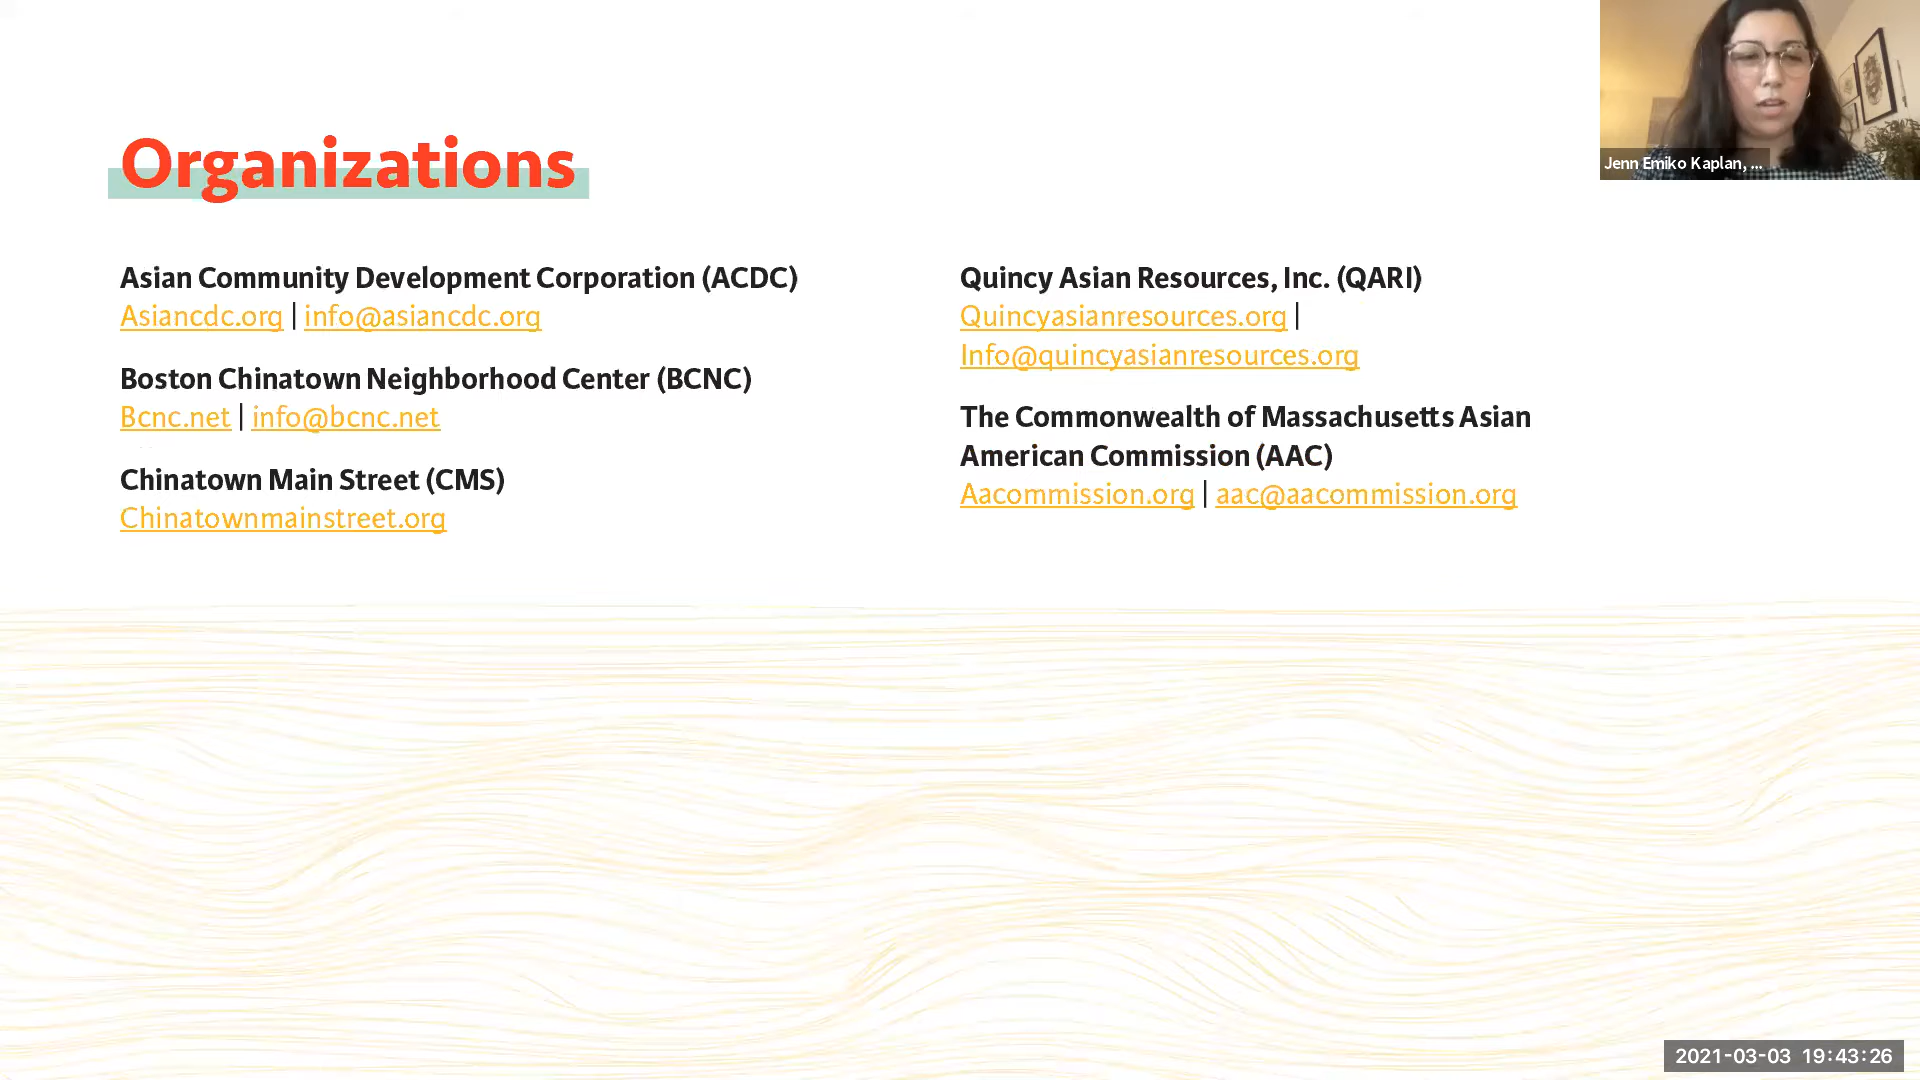 Organizations
Asian Community Development Corporation (ACDC)
Asiancdc.org | info@asiancdc.org
Boston Chinatown Neighborhood Center (BCNC)
Bcnc.net | info@bcnc.net
Chinatown Main Street (CMS)
Chinatownmainstreet.org
Quincy Asian Resources, Inc. (QARI)
Quincyasianresources.org |
Info@quincyasianresources.org
The Commonwealth of Massachusetts Asian
American Commission (AAC)
Aacommission.org | aac@aacommission.org
Jenn Emiko Kaplan, ...
2021-03-03 19:43:26